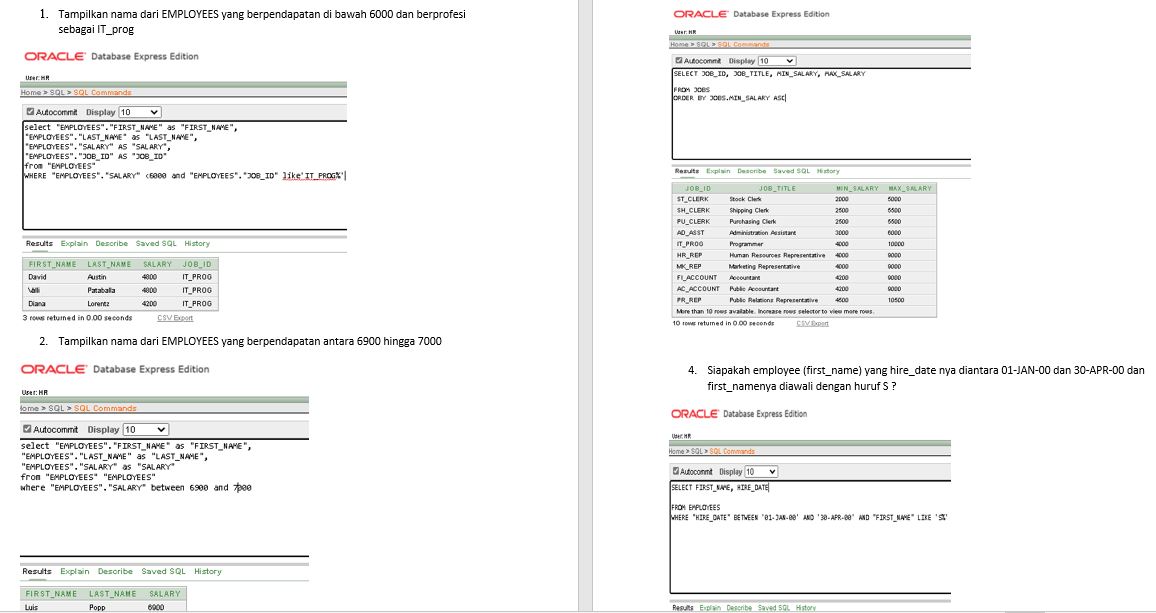 1. Tampilkan nama dari EMPLOYEES yang berpendapatan di bawah 6000 dan berprofesi
sebagai IT_prog
ORACLE Database Express Edition
User: HR
Home > SQL > SQL Commands
Autocommit Display 10
select "EMPLOYEES"."FIRST_NAME" as "FIRST_NAME",
"EMPLOYEES"."LAST_NAME" as "LAST_NAME",
"EMPLOYEES"."SALARY" AS "SALARY",
"EMPLOYEES"."JOB_ID" AS "JOB_ID"
from "EMPLOYEES"
WHERE "EMPLOYEES"."SALARY" <6000 and "EMPLOYEES"."JOB_ID" like'IT_PROG%'
Results Explain Describe Saved SQL History
FIRST_NAME LAST_NAME SALARY JOB_ID
David Austin 4800 IT_PROG
Valli Pataballa 4800 IT_PROG
Diana Lorentz 4200 IT_PROG
3 rows returned in 0.00 seconds CSV Export
2. Tampilkan nama dari EMPLOYEES yang berpendapatan antara 6900 hingga 7000
ORACLE Database Express Edition
User: HR
Home > SQL > SQL Commands
Autocommit Display 10
select "EMPLOYEES"."FIRST_NAME" as "FIRST_NAME",
"EMPLOYEES"."LAST_NAME" as "LAST_NAME",
"EMPLOYEES"."SALARY" as "SALARY"
from "EMPLOYEES" "EMPLOYEES"
where "EMPLOYEES"."SALARY" between 6900 and 7000
Results Explain Describe Saved SQL History
FIRST_NAME LAST_NAME SALARY
Luis Popp 6900
ORACLE Database Express Edition
User: HR
Home > SQL > SQL Commands
Autocommit Display 10
SELECT JOB_ID, JOB_TITLE, MIN_SALARY, MAX_SALARY
FROM JOBS
ORDER BY JOBS.MIN_SALARY ASC
Results Explain Describe Saved SQL History
JOB_ID JOB_TITLE MIN_SALARY MAX_SALARY
ST_CLERK Stock Clerk 2000 5000
SH_CLERK Shipping Clerk 2500 5500
PU_CLERK Purchasing Clerk 2500 5500
AD_ASST Administration Assistant 3000 6000
IT_PROG Programmer 4000 10000
HR_REP Human Resources Representative 4000 9000
MK_REP Marketing Representative 4000 9000
FI_ACCOUNT Accountant 4200 9000
AC_ACCOUNT Public Accountant 4200 9000
PR_REP Public Relations Representative 4500 10500
More than 10 rows available. Increase rows selector to view more rows.
10 rows returned in 0.00 seconds CSV Export
4. Siapakah employee (first_name) yang hire_date nya diantara 01-JAN-00 dan 30-APR-00 dan
first_namenya diawali dengan huruf S ?
ORACLE Database Express Edition
User: HR
Home > SQL > SQL Commands
Autocommit Display 10
SELECT FIRST_NAME, HIRE_DATE
FROM EMPLOYEES
WHERE "HIRE_DATE" BETWEEN '01-JAN-00' AND '30-APR-00' AND "FIRST_NAME" LIKE 'S%'
Results Explain Describe Saved SQL History